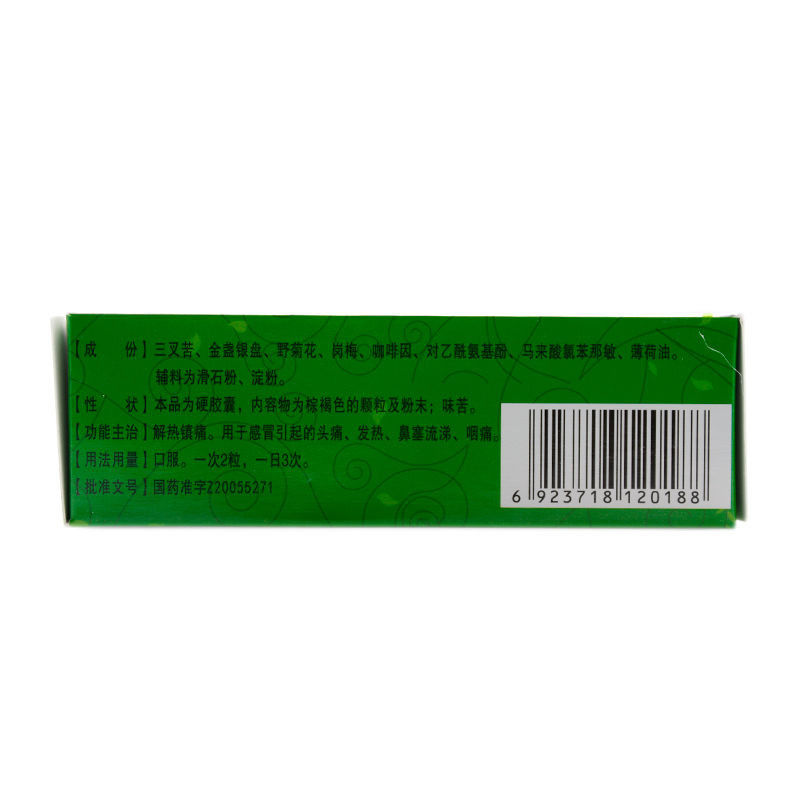 【成 份】三叉苦、金盏银盘、野菊花、岗梅、咖啡因、对乙酰氨基酚、马来酸氯苯那敏、薄荷油。
辅料为滑石粉、淀粉。
【性 状】本品为硬胶囊，内容物为棕褐色的颗粒及粉末；味苦。
【功能主治】解热镇痛。用于感冒引起的头痛、发热、鼻塞流涕、咽痛。
【用法用量】口服。一次2粒，一日3次。
【批准文号】国药准字Z20055271
6 923718 120188